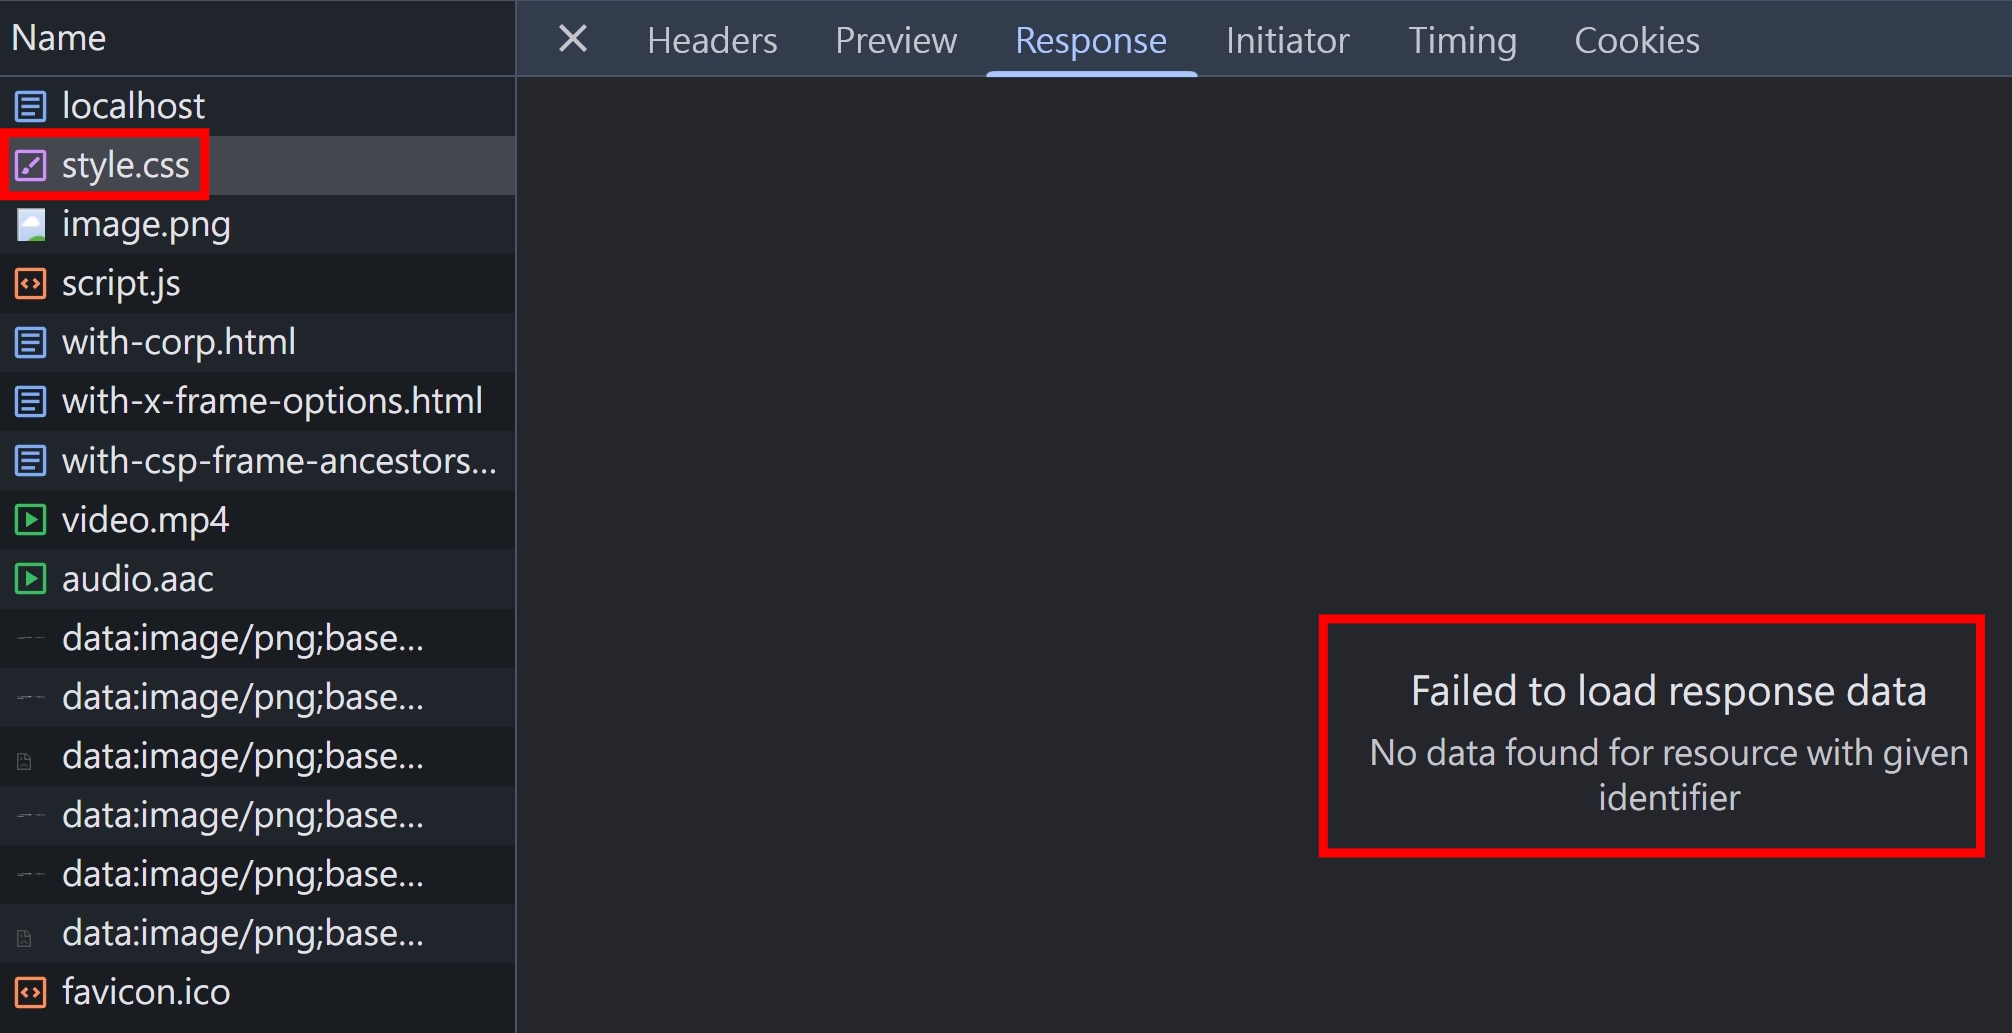 Name
localhost
style.css
image.png
script.js
with-corp.html
with-x-frame-options.html
with-csp-frame-ancestors...
video.mp4
audio.aac
data:image/png;base...
data:image/png;base...
data:image/png;base...
data:image/png;base...
data:image/png;base...
data:image/png;base...
favicon.ico
Headers Preview Response Initiator Timing Cookies
Failed to load response data
No data found for resource with given
identifier